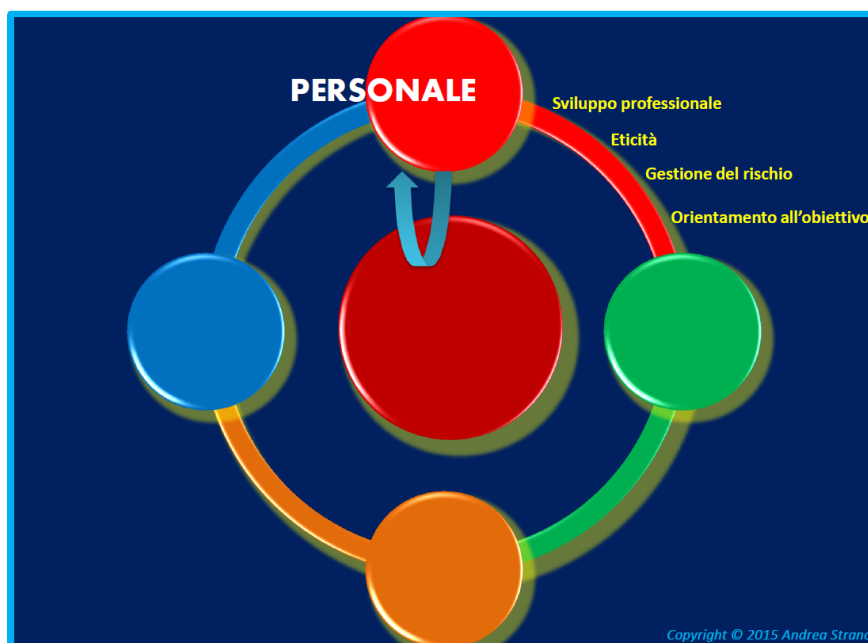 PERSONALE
Sviluppo professionale
Eticità
Gestione del rischio
Orientamento all'obiettivo
Copyright © 2015 Andrea